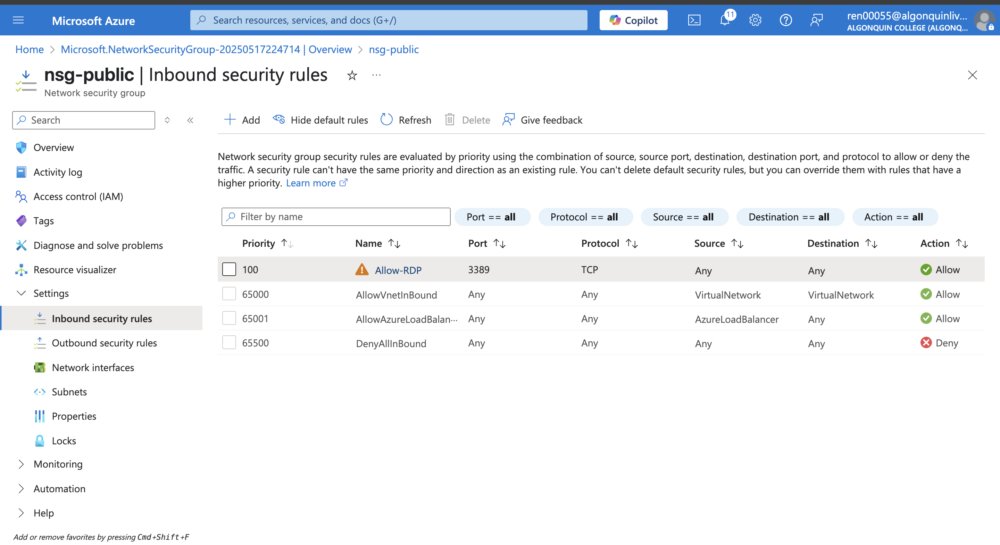 Microsoft Azure
Search resources, services, and docs (G+/)
Copilot
11
ren00055@algonquinliv...
ALGONQUIN COLLEGE (ALGONQ...
Home > Microsoft.NetworkSecurityGroup-20250517224714 | Overview > nsg-public
nsg-public | Inbound security rules
Network security group
Search
Add
Hide default rules
Refresh
Delete
Give feedback
Overview
Activity log
Access control (IAM)
Tags
Diagnose and solve problems
Resource visualizer
Settings
Inbound security rules
Outbound security rules
Network interfaces
Subnets
Properties
Locks
Monitoring
Automation
Help
Add or remove favorites by pressing Cmd+Shift+F
Network security group security rules are evaluated by priority using the combination of source, source port, destination, destination port, and protocol to allow or deny the
traffic. A security rule can't have the same priority and direction as an existing rule. You can't delete default security rules, but you can override them with rules that have a
higher priority. Learn more
Filter by name
Port == all
Protocol == all
Source == all
Destination == all
Action == all
Priority Name Port Protocol Source Destination Action
100 Allow-RDP 3389 TCP Any Any Allow
65000 AllowVnetInBound Any Any VirtualNetwork VirtualNetwork Allow
65001 AllowAzureLoadBalan... Any Any AzureLoadBalancer Any Allow
65500 DenyAllInBound Any Any Any Any Deny